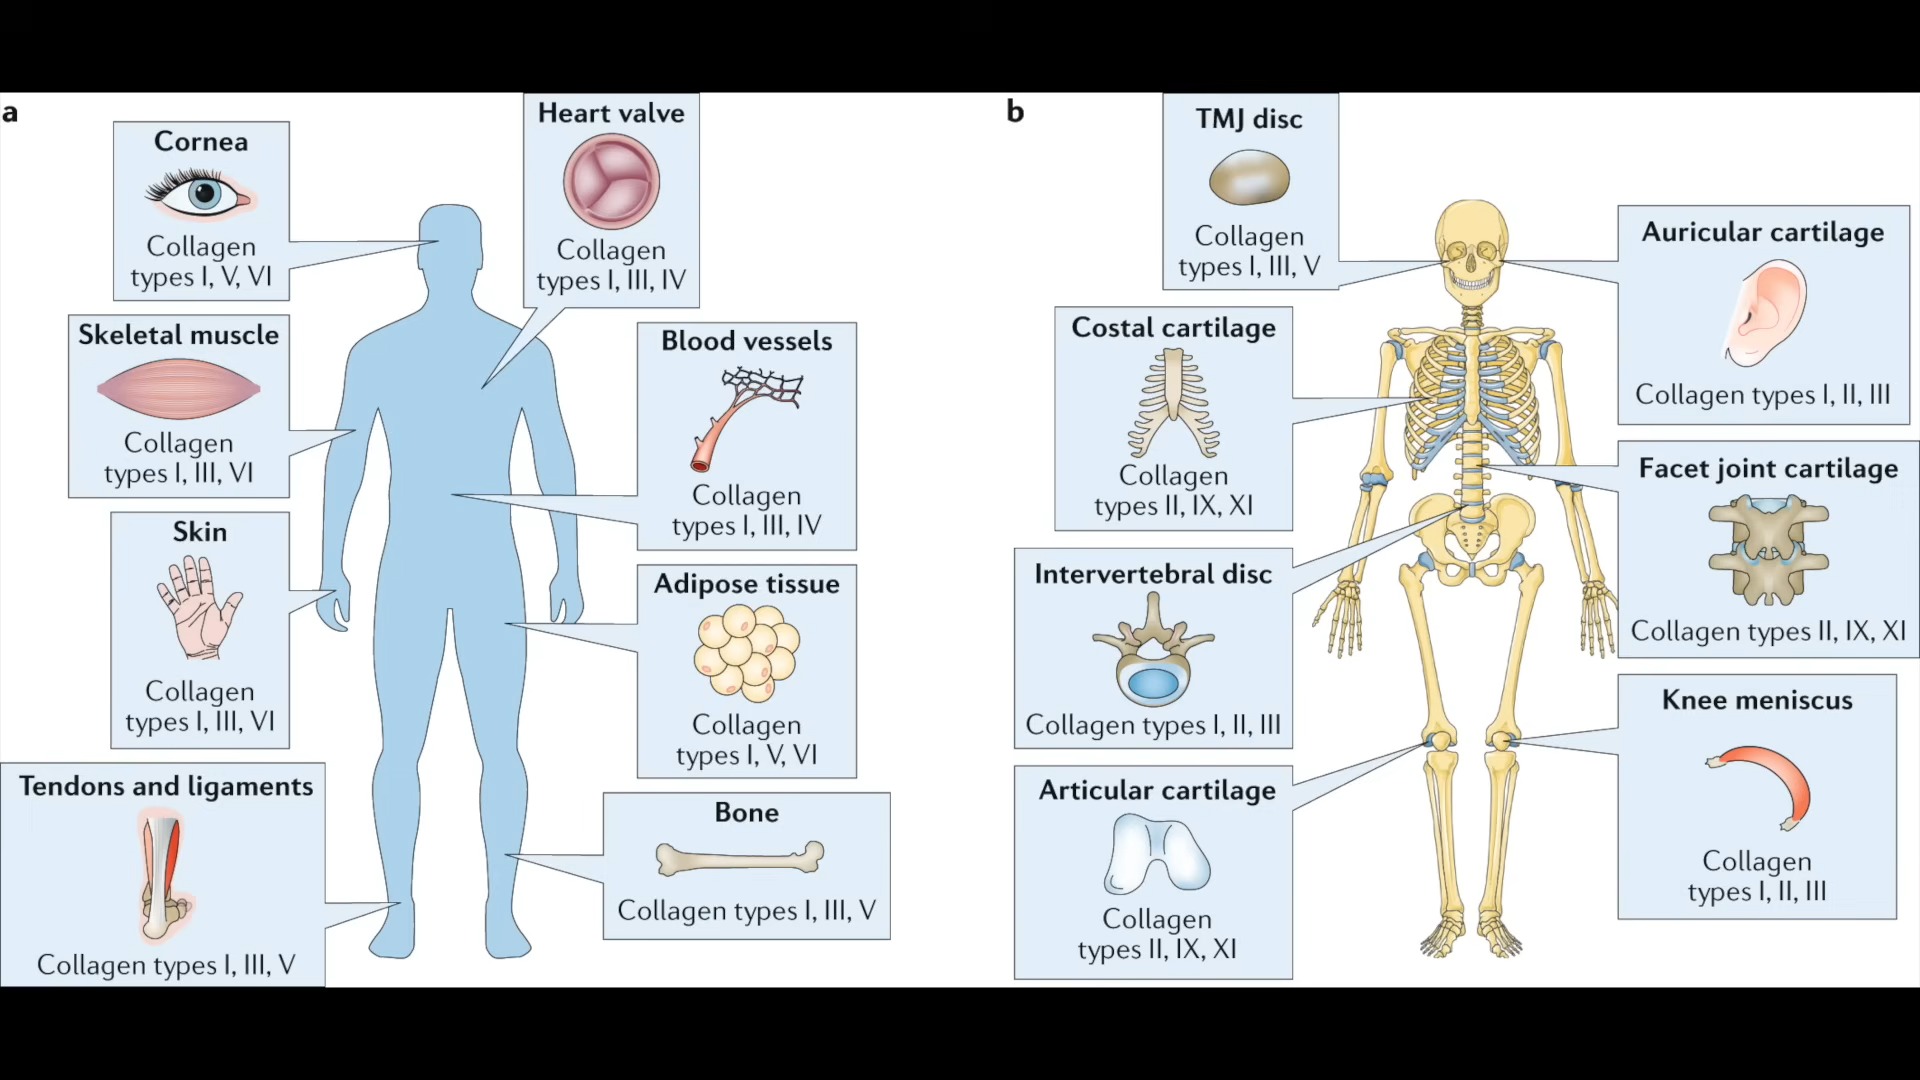 a
Cornea
Collagen
types I, V, VI
Heart valve
Collagen
types I, III, IV
Skeletal muscle
Collagen
types I, III, VI
Blood vessels
Collagen
types I, III, IV
Skin
Collagen
types I, III, VI
Adipose tissue
Collagen
types I, V, VI
Tendons and ligaments
Collagen types I, III, V
Bone
Collagen types I, III, V
b
TMJ disc
Collagen
types I, III, V
Auricular cartilage
Collagen types I, II, III
Costal cartilage
Collagen
types II, IX, XI
Facet joint cartilage
Collagen types II, IX, XI
Intervertebral disc
Collagen types I, II, III
Knee meniscus
Collagen
types I, II, III
Articular cartilage
Collagen
types II, IX, XI